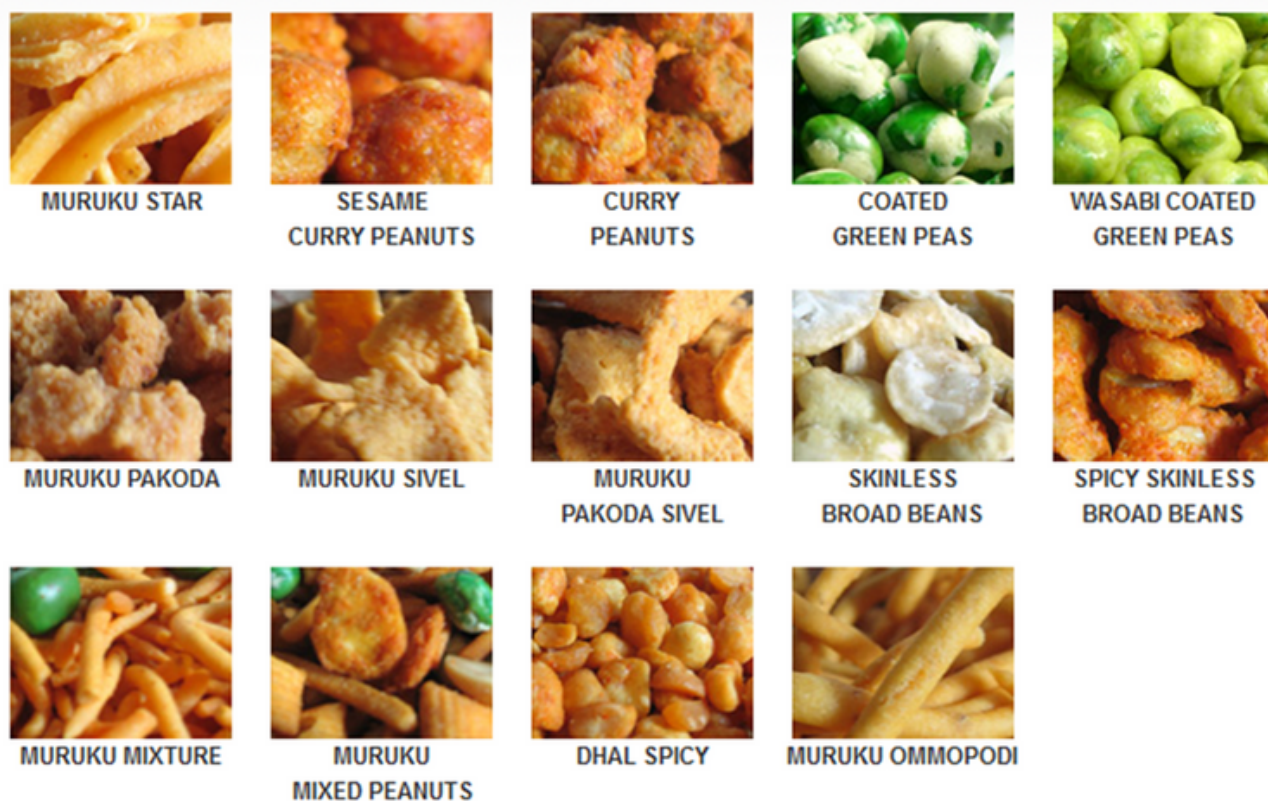 MURUKU STAR
SESAME
CURRY PEANUTS
CURRY
PEANUTS
COATED
GREEN PEAS
WASABI COATED
GREEN PEAS
MURUKU PAKODA
MURUKU SIVEL
MURUKU
PAKODA SIVEL
SKINLESS
BROAD BEANS
SPICY SKINLESS
BROAD BEANS
MURUKU MIXTURE
MURUKU
MIXED PEANUTS
DHAL SPICY
MURUKU OMMOPODI